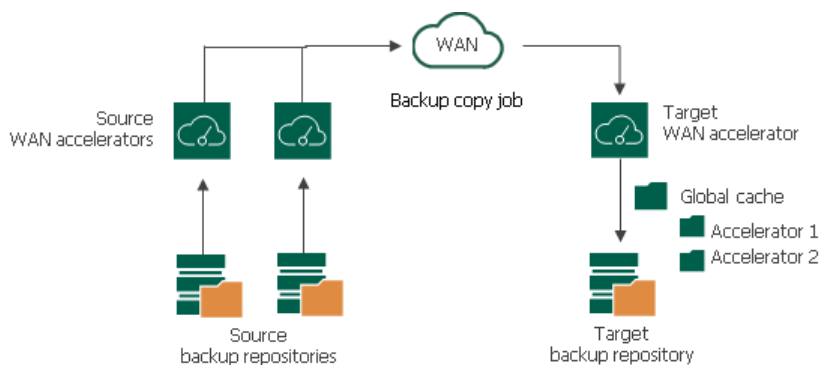 WAN
Backup copy job
Source
WAN accelerators
Target
WAN accelerator
Global cache
Accelerator 1
Accelerator 2
Source
backup repositories
Target
backup repository